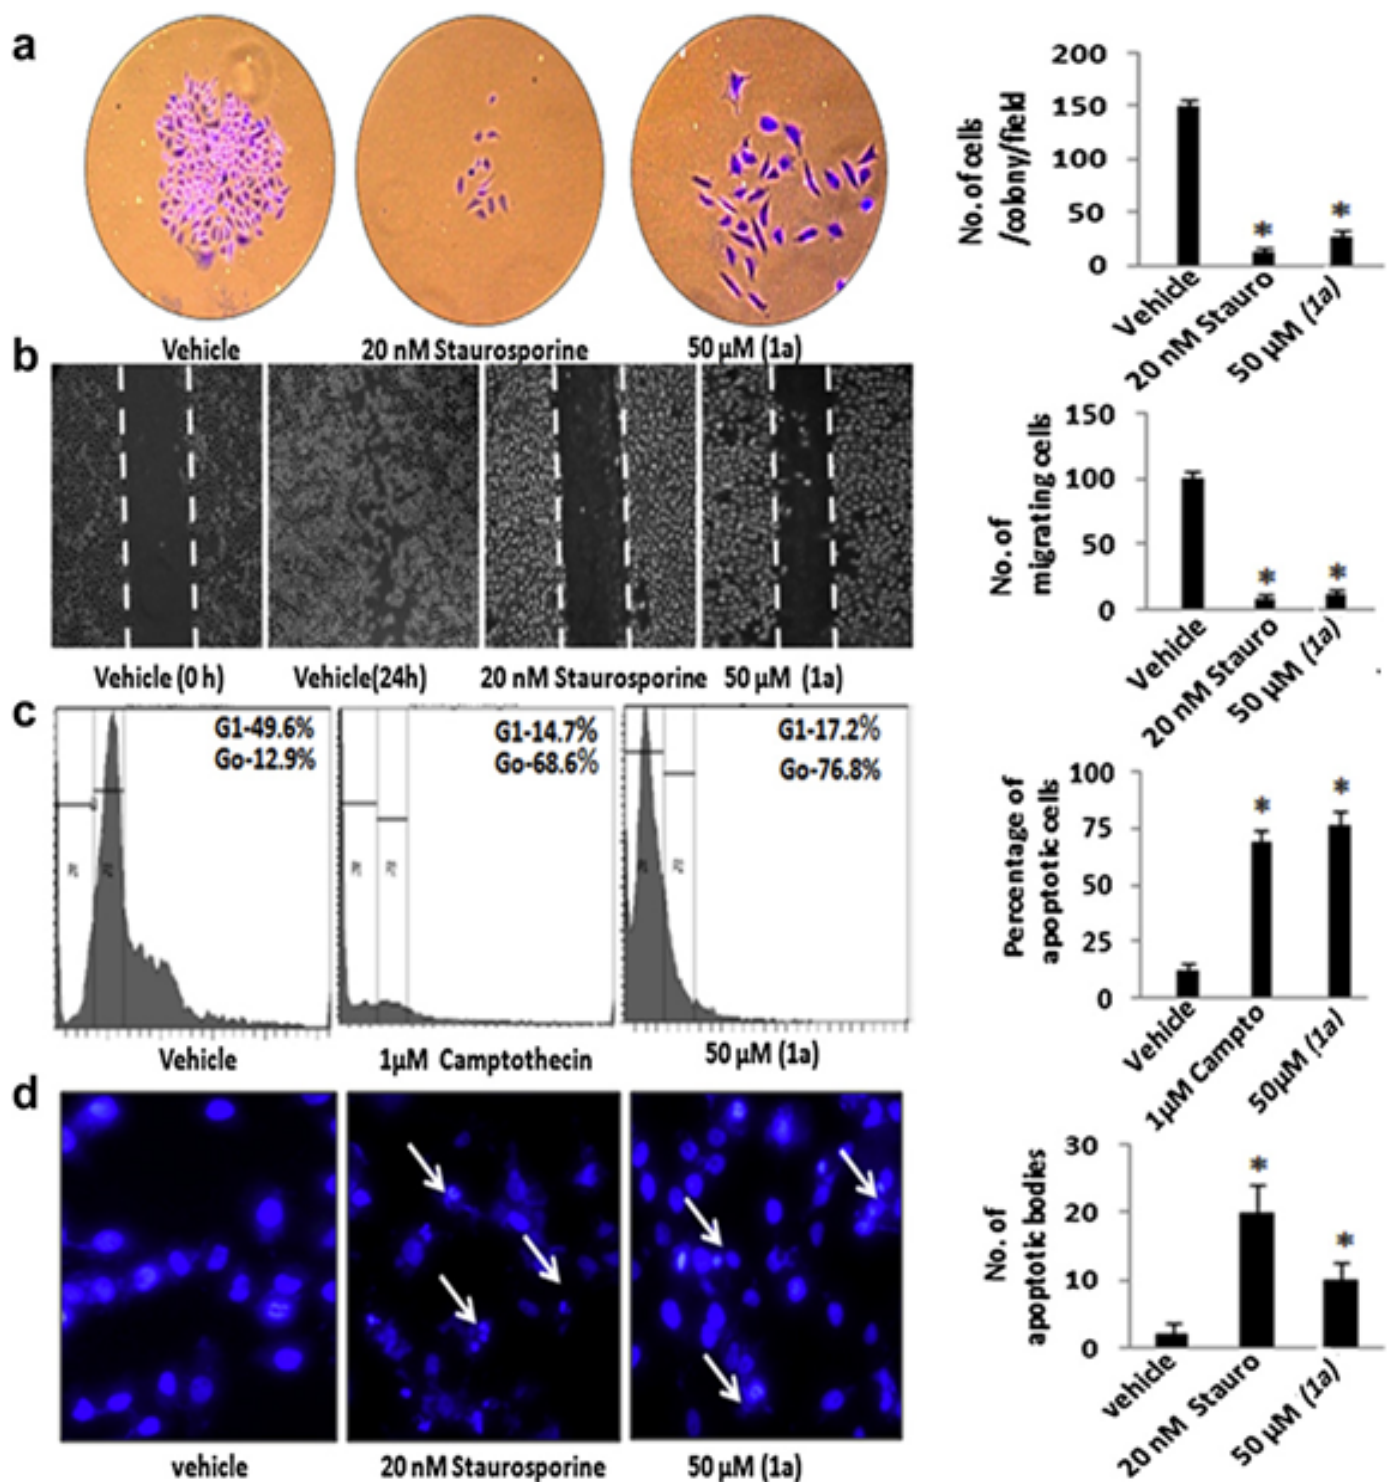 a
Vehicle
20 nM Staurosporine
50 µM (1a)
No. of cells
/colony/field
200
150
100
50
0
Vehicle
20 nM Stauro
50 µM (1a)
*
*
b
Vehicle (0 h)
Vehicle(24h)
20 nM Staurosporine
50 µM (1a)
No. of
migrating cells
150
100
50
0
Vehicle
20 nM Stauro
50 µM (1a)
*
*
c
G1-49.6%
Go-12.9%
G1-14.7%
Go-68.6%
G1-17.2%
Go-76.8%
Vehicle
1µM Camptothecin
50 µM (1a)
Percentage of
apoptotic cells
100
75
50
25
0
Vehicle
1µM Campto
50µM (1a)
*
*
d
vehicle
20 nM Staurosporine
50 µM (1a)
No. of
apoptotic bodies
30
20
10
0
vehicle
20 nM Stauro
50 µM (1a)
*
*